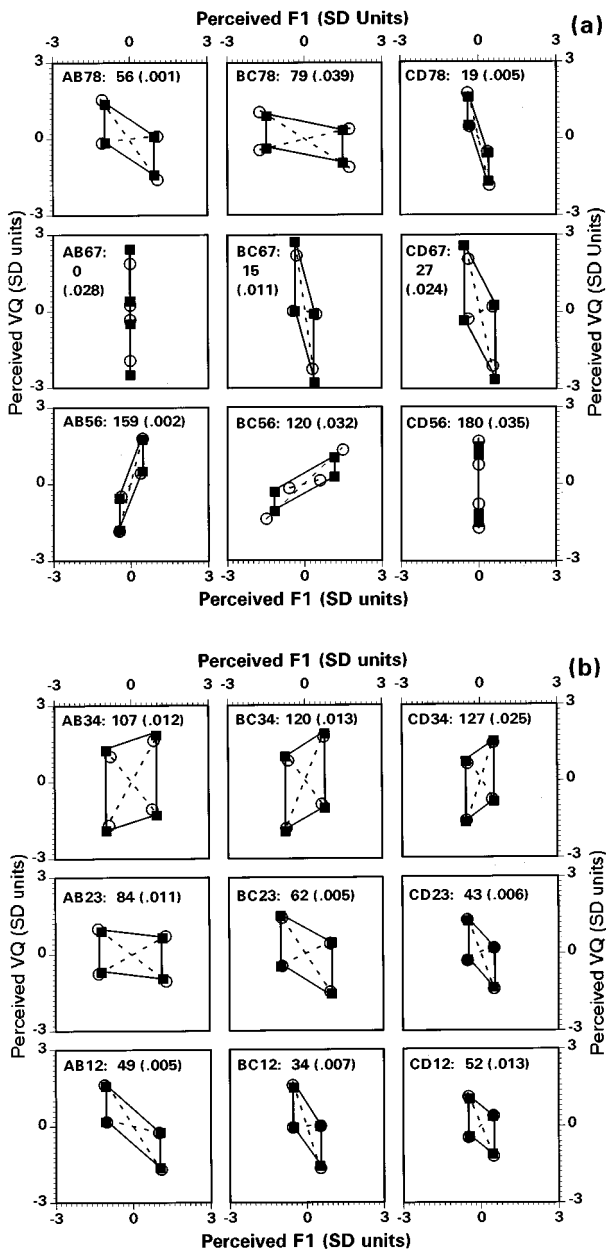 Perceived F1 (SD Units)
(a)
-3 0 3 -3 0 3
3 3
AB78: 56 (.001) BC78: 79 (.039) CD78: 19 (.005)
0 0
-3 -3
3 3
AB67: BC67: CD67:
0 15 27
(.028) (.011) (.024)
0 0
-3 -3
3 3
AB56: 159 (.002) BC56: 120 (.032) CD56: 180 (.035)
0 0
-3 -3
-3 0 3 -3 0 3
Perceived F1 (SD units)
Perceived VQ (SD units)
Perceived VQ (SD units)
Perceived F1 (SD units)
(b)
-3 0 3 -3 0 3
3 3
AB34: 107 (.012) BC34: 120 (.013) CD34: 127 (.025)
0 0
-3 -3
3 3
AB23: 84 (.011) BC23: 62 (.005) CD23: 43 (.006)
0 0
-3 -3
3 3
AB12: 49 (.005) BC12: 34 (.007) CD12: 52 (.013)
0 0
-3 -3
-3 0 3 -3 0 3
Perceived F1 (SD units)
Perceived VQ (SD units)
Perceived VQ (SD units)